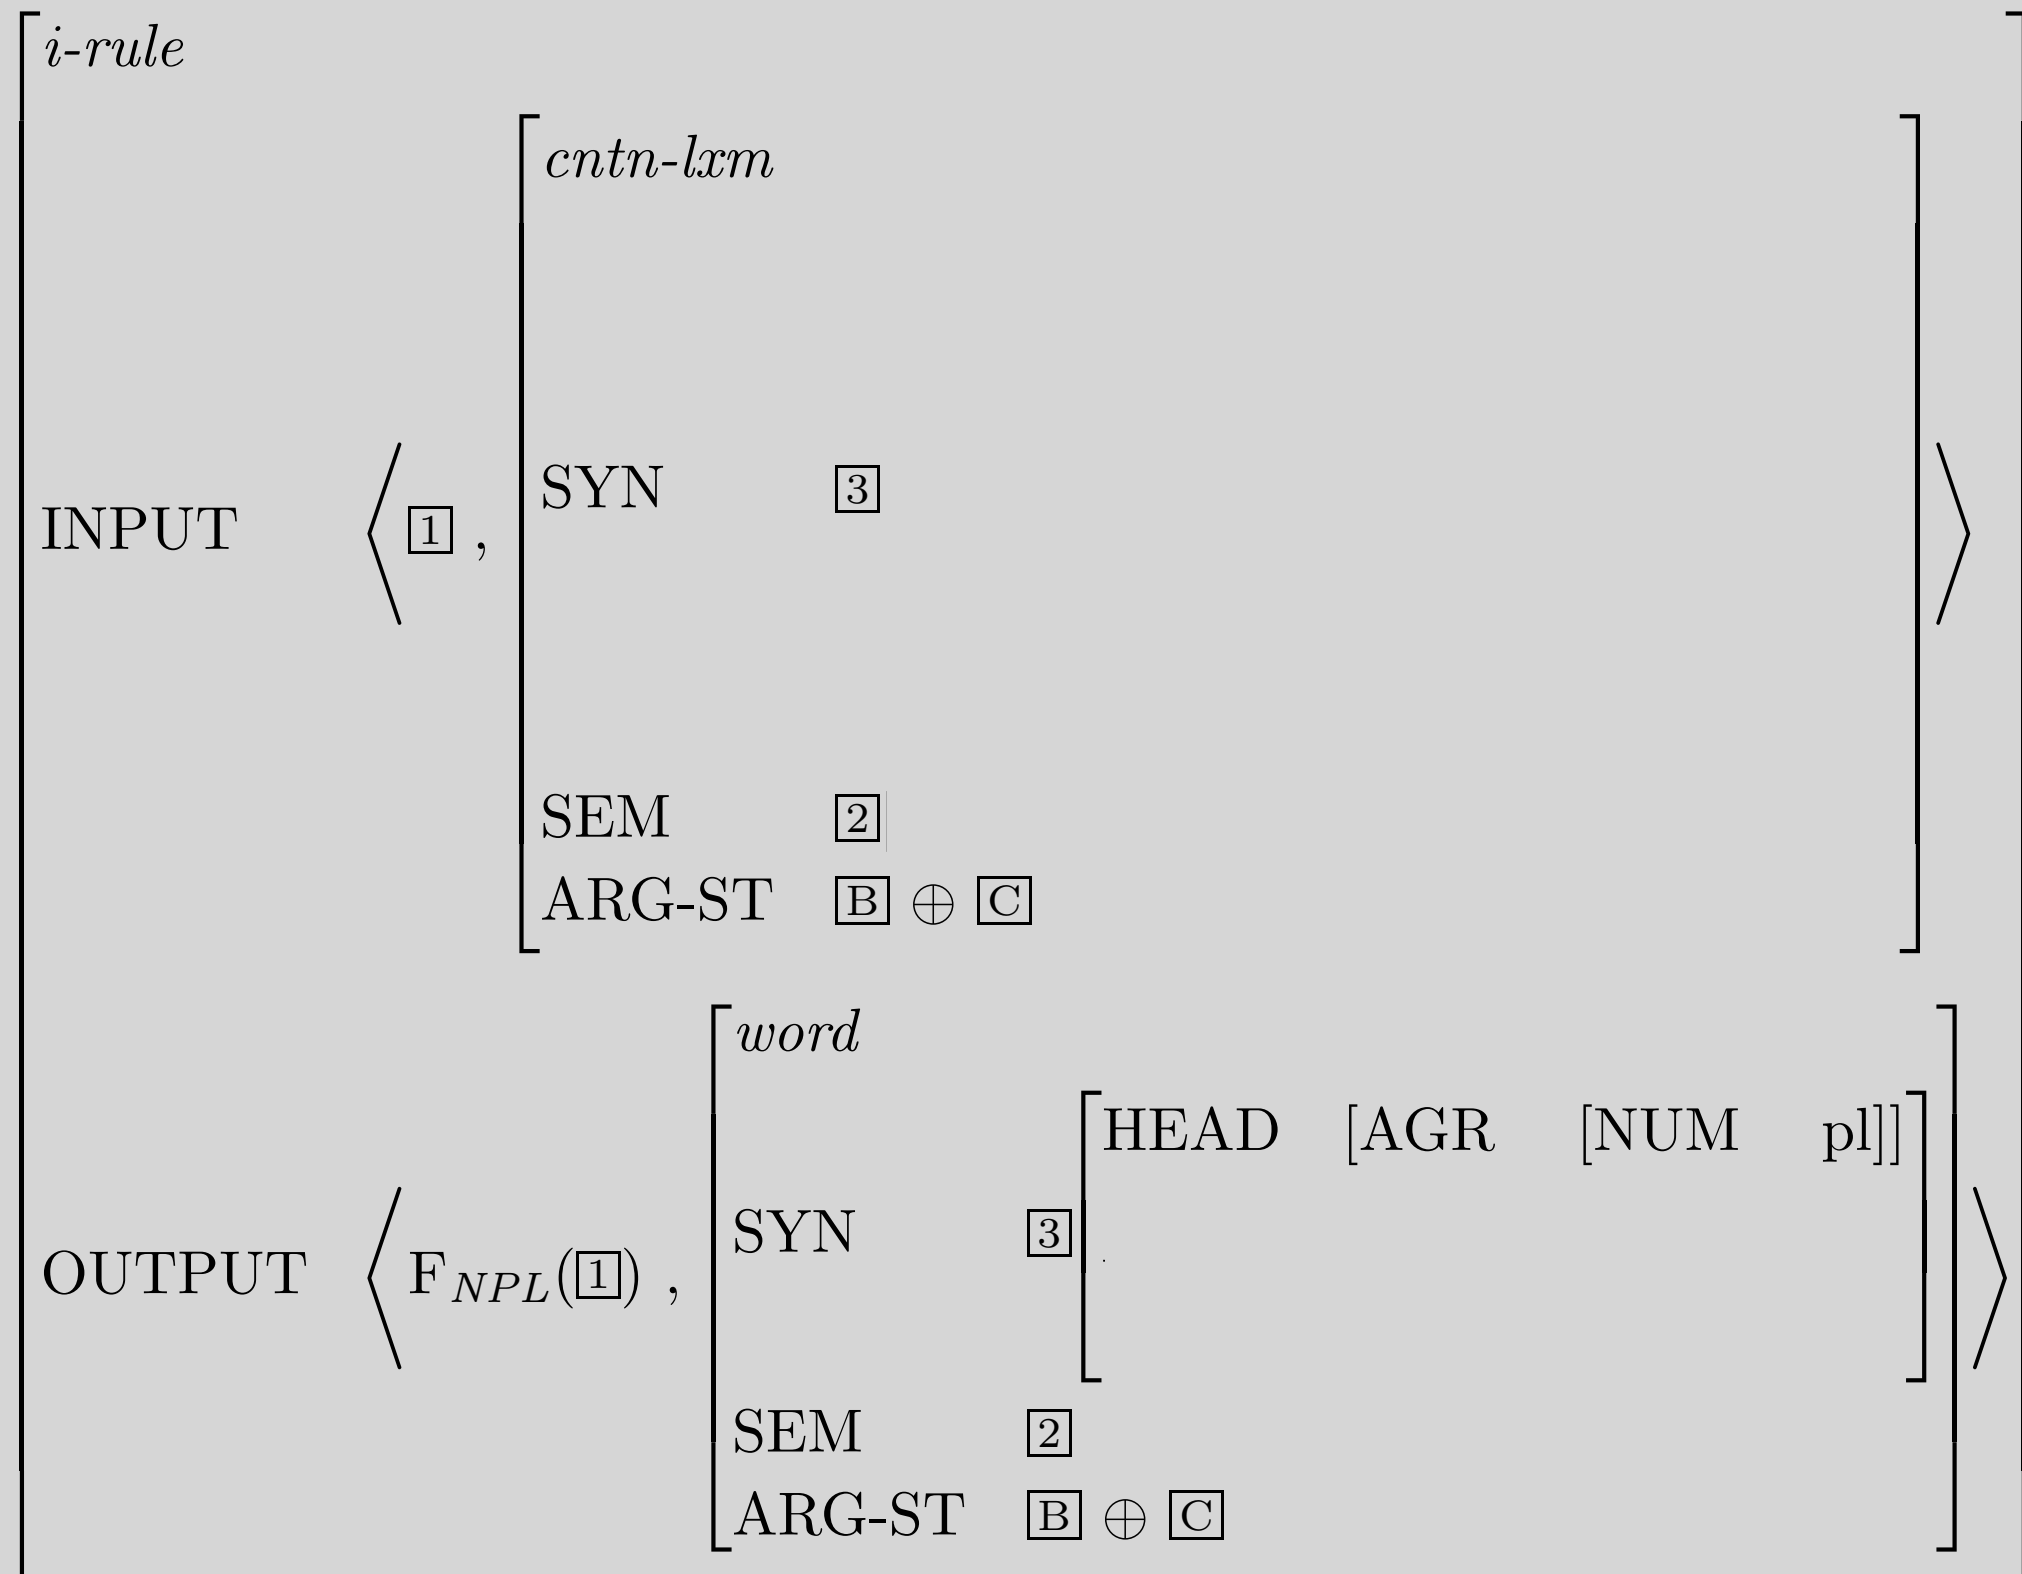 i-rule
cntn-lxm
SYN 3
INPUT ⟨ 1 , ⟩
SEM 2
ARG-ST B ⊕ C
word
HEAD [AGR [NUM pl]]
SYN 3
OUTPUT ⟨ F_NPL(1) , ⟩
SEM 2
ARG-ST B ⊕ C